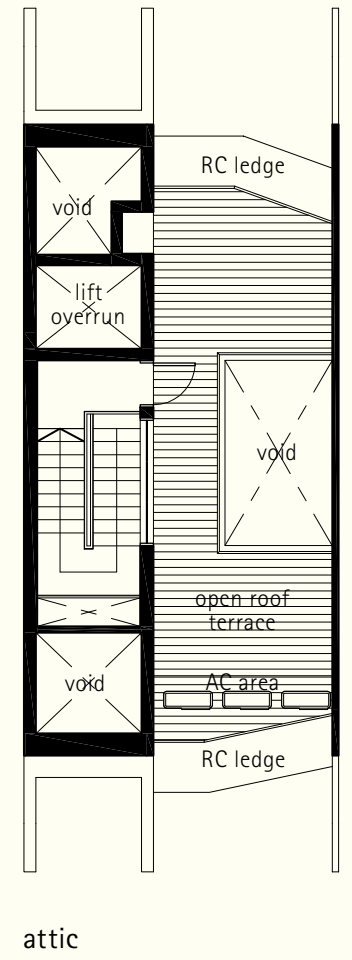 RC ledge
void
lift
overrun
void
open roof
terrace
void
AC area
RC ledge
attic